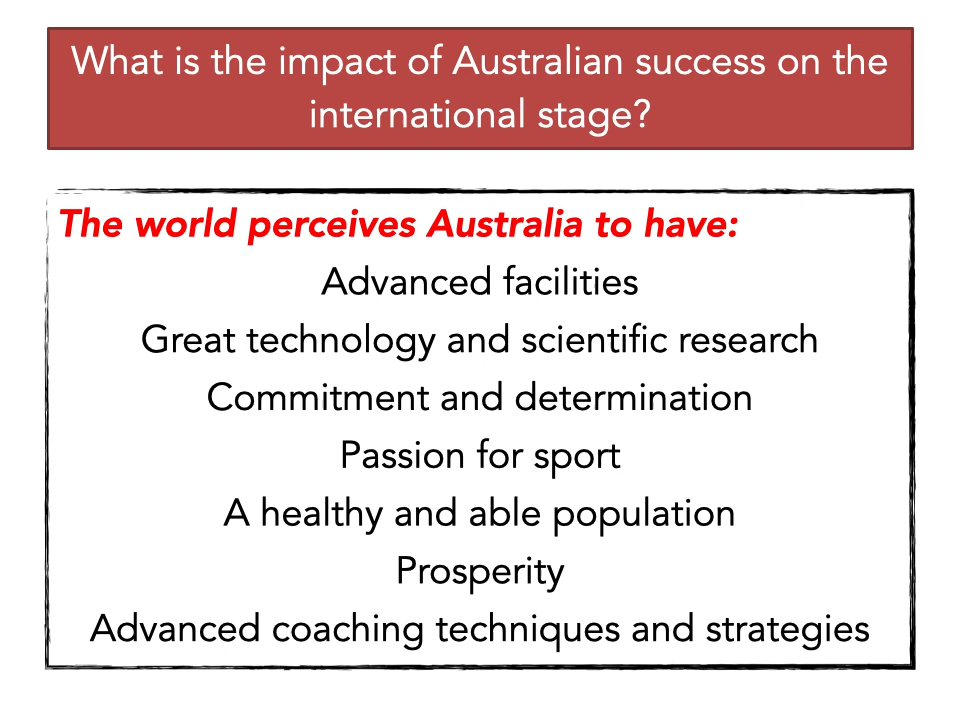 What is the impact of Australian success on the
international stage?
The world perceives Australia to have:
Advanced facilities
Great technology and scientific research
Commitment and determination
Passion for sport
A healthy and able population
Prosperity
Advanced coaching techniques and strategies